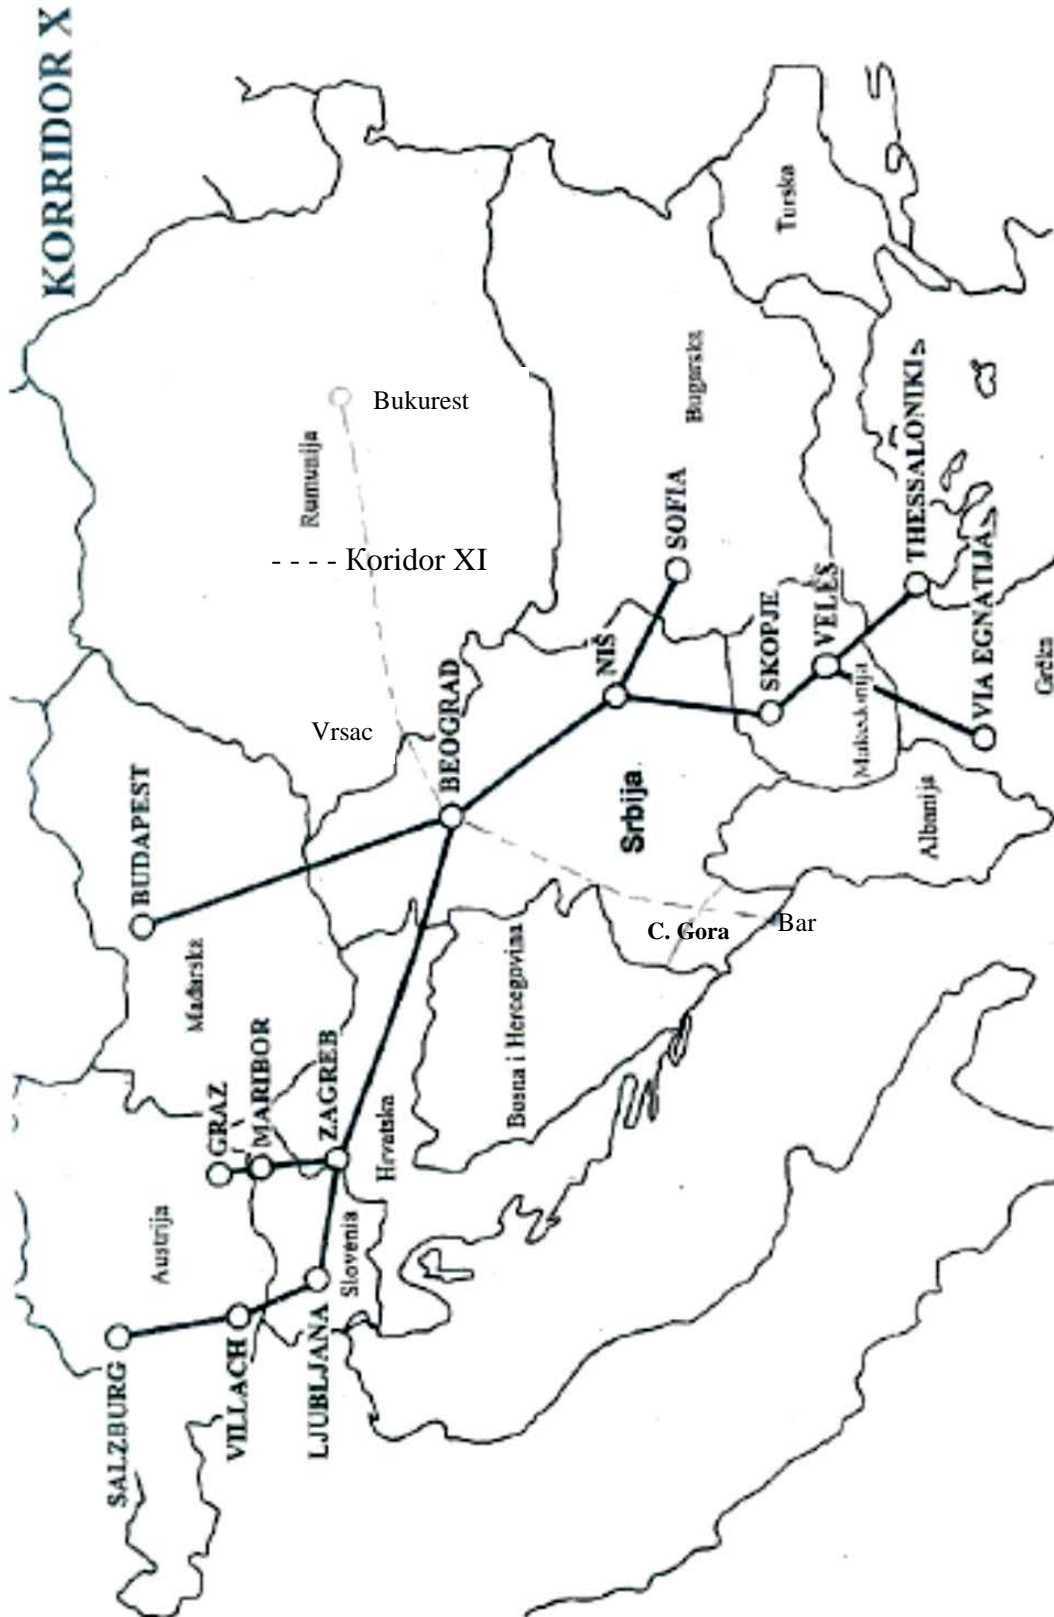 KORRIDOR X
SALZBURG
Austrija
VILLACH
LJUBLJANA
Slovenia
GRAZ
MARIBOR
ZAGREB
Hrvatska
BUDAPEST
Mađarska
Vrsac
BEOGRAD
Rumunija
Bukurest
- - - - Koridor XI
Bosna i Hercegovina
Srbija
C. Gora
Bar
NIŠ
SOFIA
Bugarska
Turska
SKOPJE
VELES
Makedonija
Albanija
THESSALONIKI
VIA EGNATIJA
Grčka